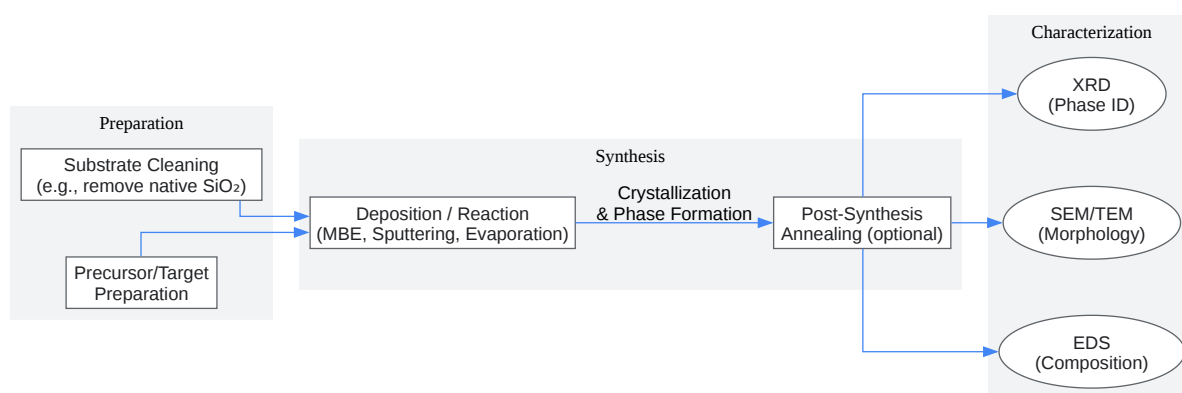 Preparation
Substrate Cleaning
(e.g., remove native SiO₂)
Precursor/Target
Preparation
Synthesis
Deposition / Reaction
(MBE, Sputtering, Evaporation)
Crystallization
& Phase Formation
Post-Synthesis
Annealing (optional)
Characterization
XRD
(Phase ID)
SEM/TEM
(Morphology)
EDS
(Composition)